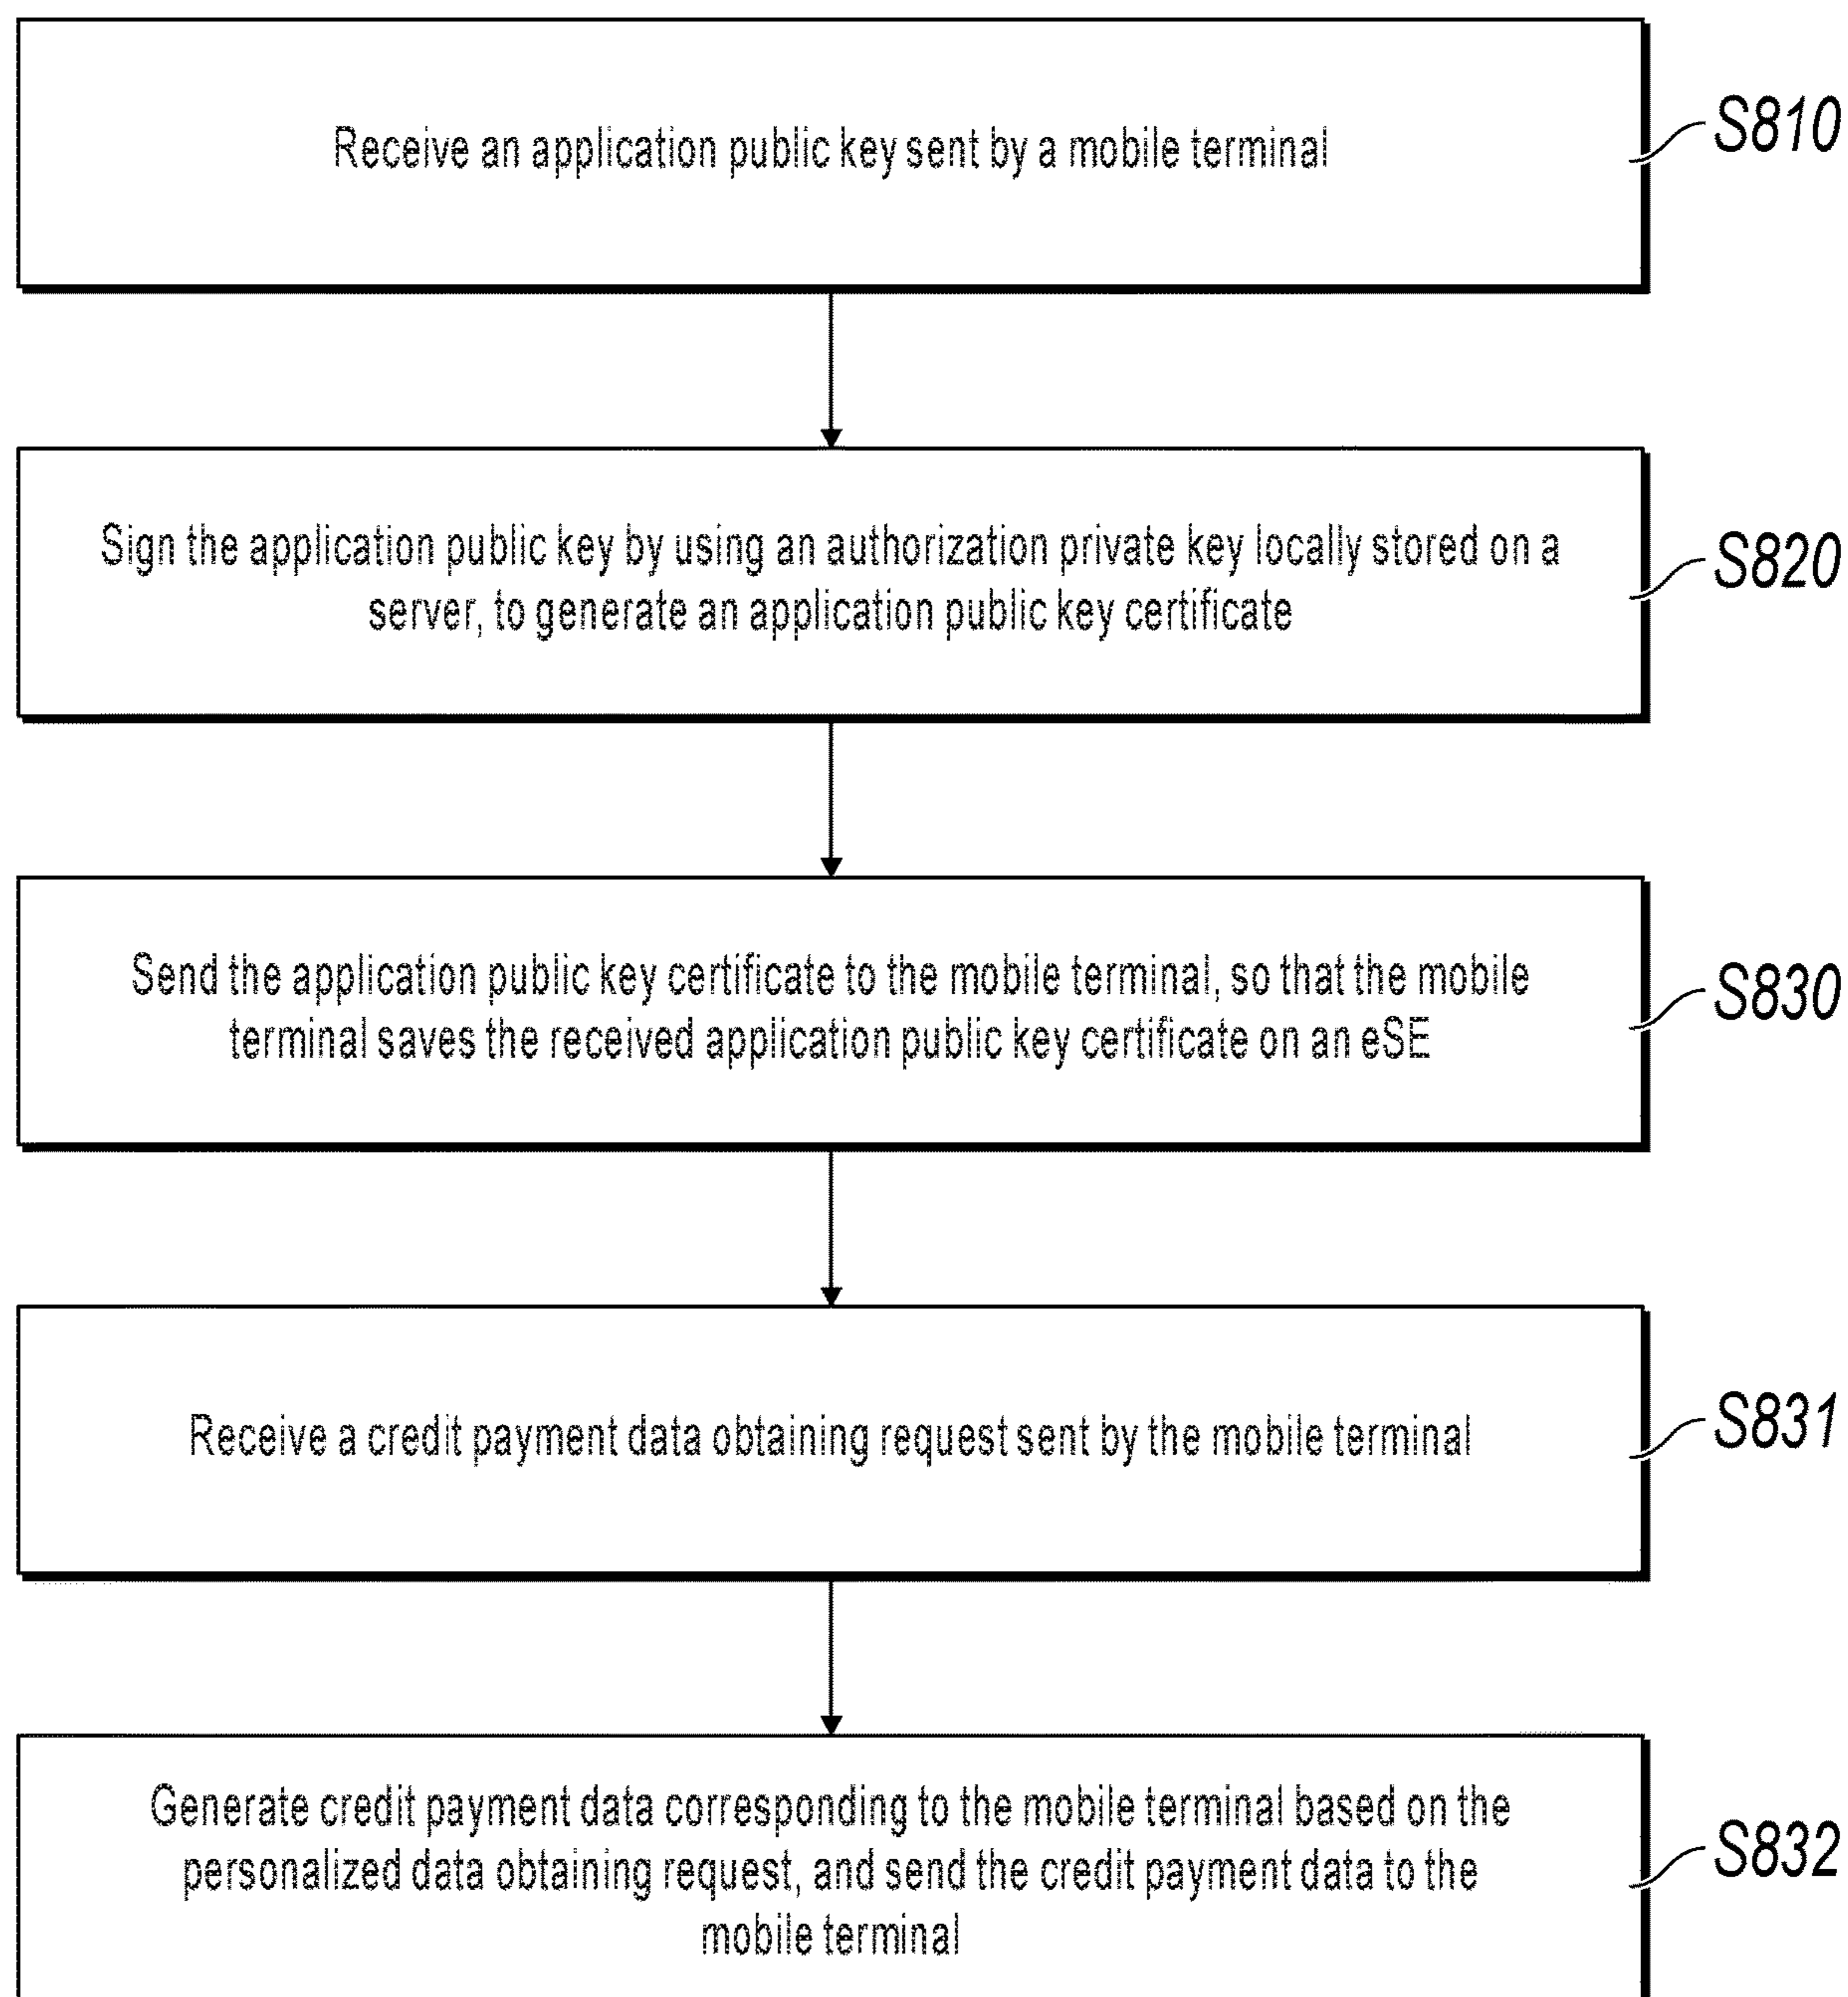 Receive an application public key sent by a mobile terminal
S810
Sign the application public key by using an authorization private key locally stored on a
server, to generate an application public key certificate
S820
Send the application public key certificate to the mobile terminal, so that the mobile
terminal saves the received application public key certificate on an eSE
S830
Receive a credit payment data obtaining request sent by the mobile terminal
S831
Generate credit payment data corresponding to the mobile terminal based on the
personalized data obtaining request, and send the credit payment data to the
mobile terminal
S832